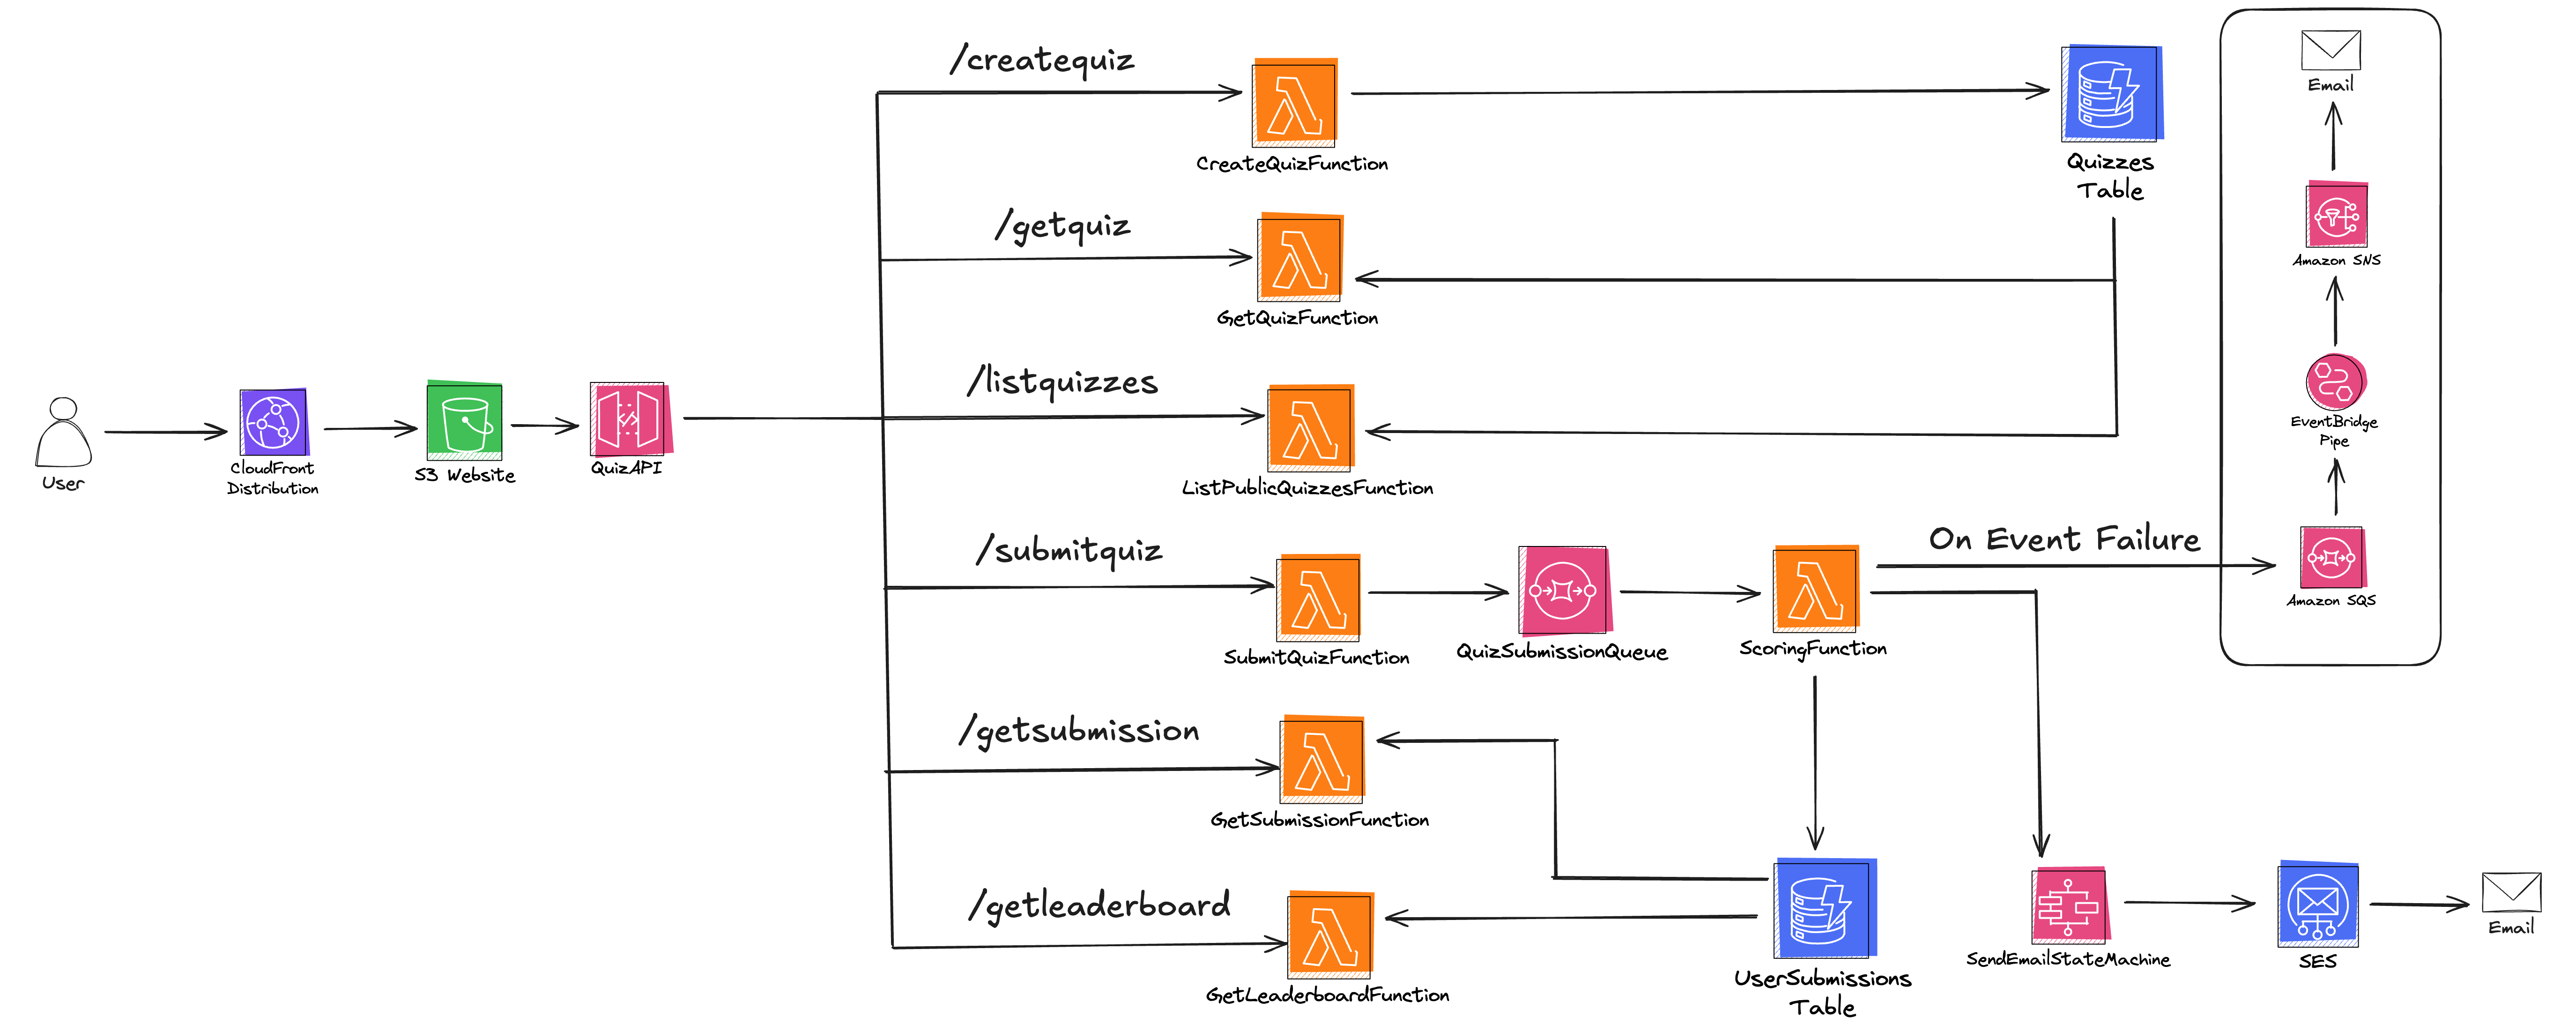 /createquiz
CreateQuizFunction
Quizzes
Table
Email
/getquiz
GetQuizFunction
Amazon SNS
/listquizzes
ListPublicQuizzesFunction
EventBridge
Pipe
User
CloudFront
Distribution
S3 Website
QuizAPI
/submitquiz
SubmitQuizFunction
QuizSubmissionQueue
ScoringFunction
On Event Failure
Amazon SQS
/getsubmission
GetSubmissionFunction
/getleaderboard
GetLeaderboardFunction
UserSubmissions
Table
SendEmailStateMachine
SES
Email